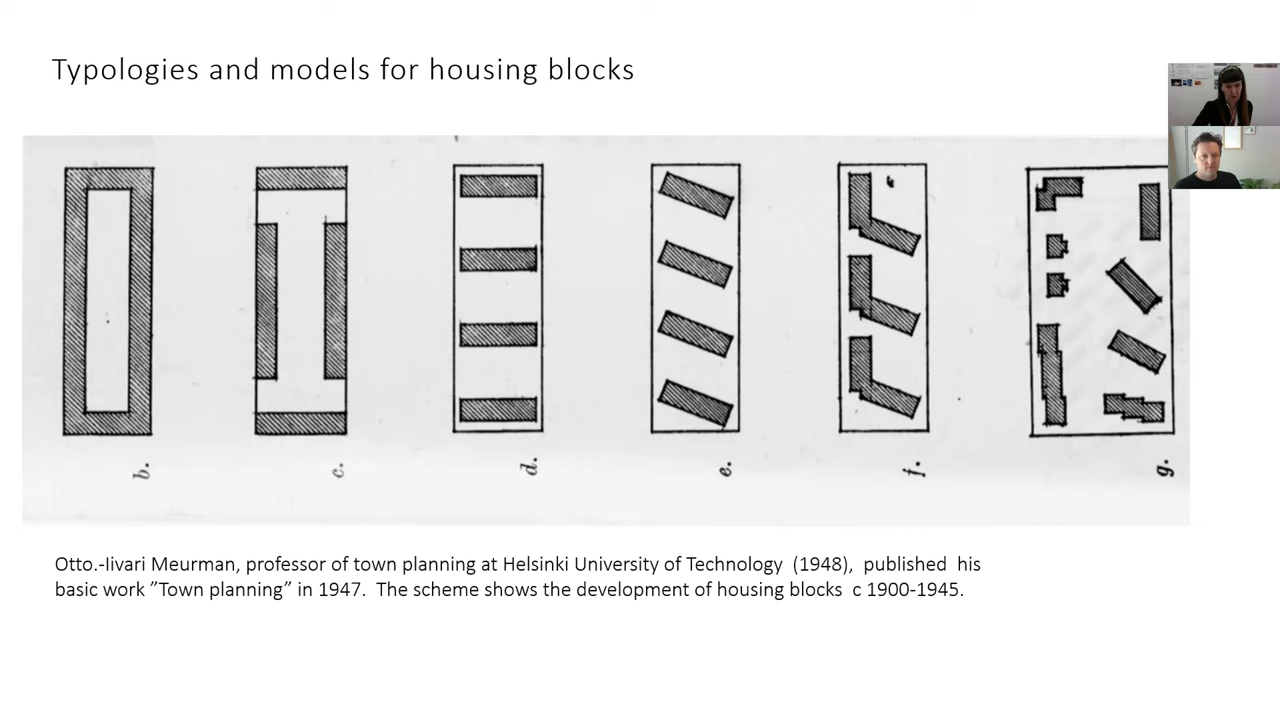 Typologies and models for housing blocks
b. c. d. e. f. g.
Otto.-Iivari Meurman, professor of town planning at Helsinki University of Technology (1948), published his
basic work ”Town planning” in 1947. The scheme shows the development of housing blocks c 1900-1945.